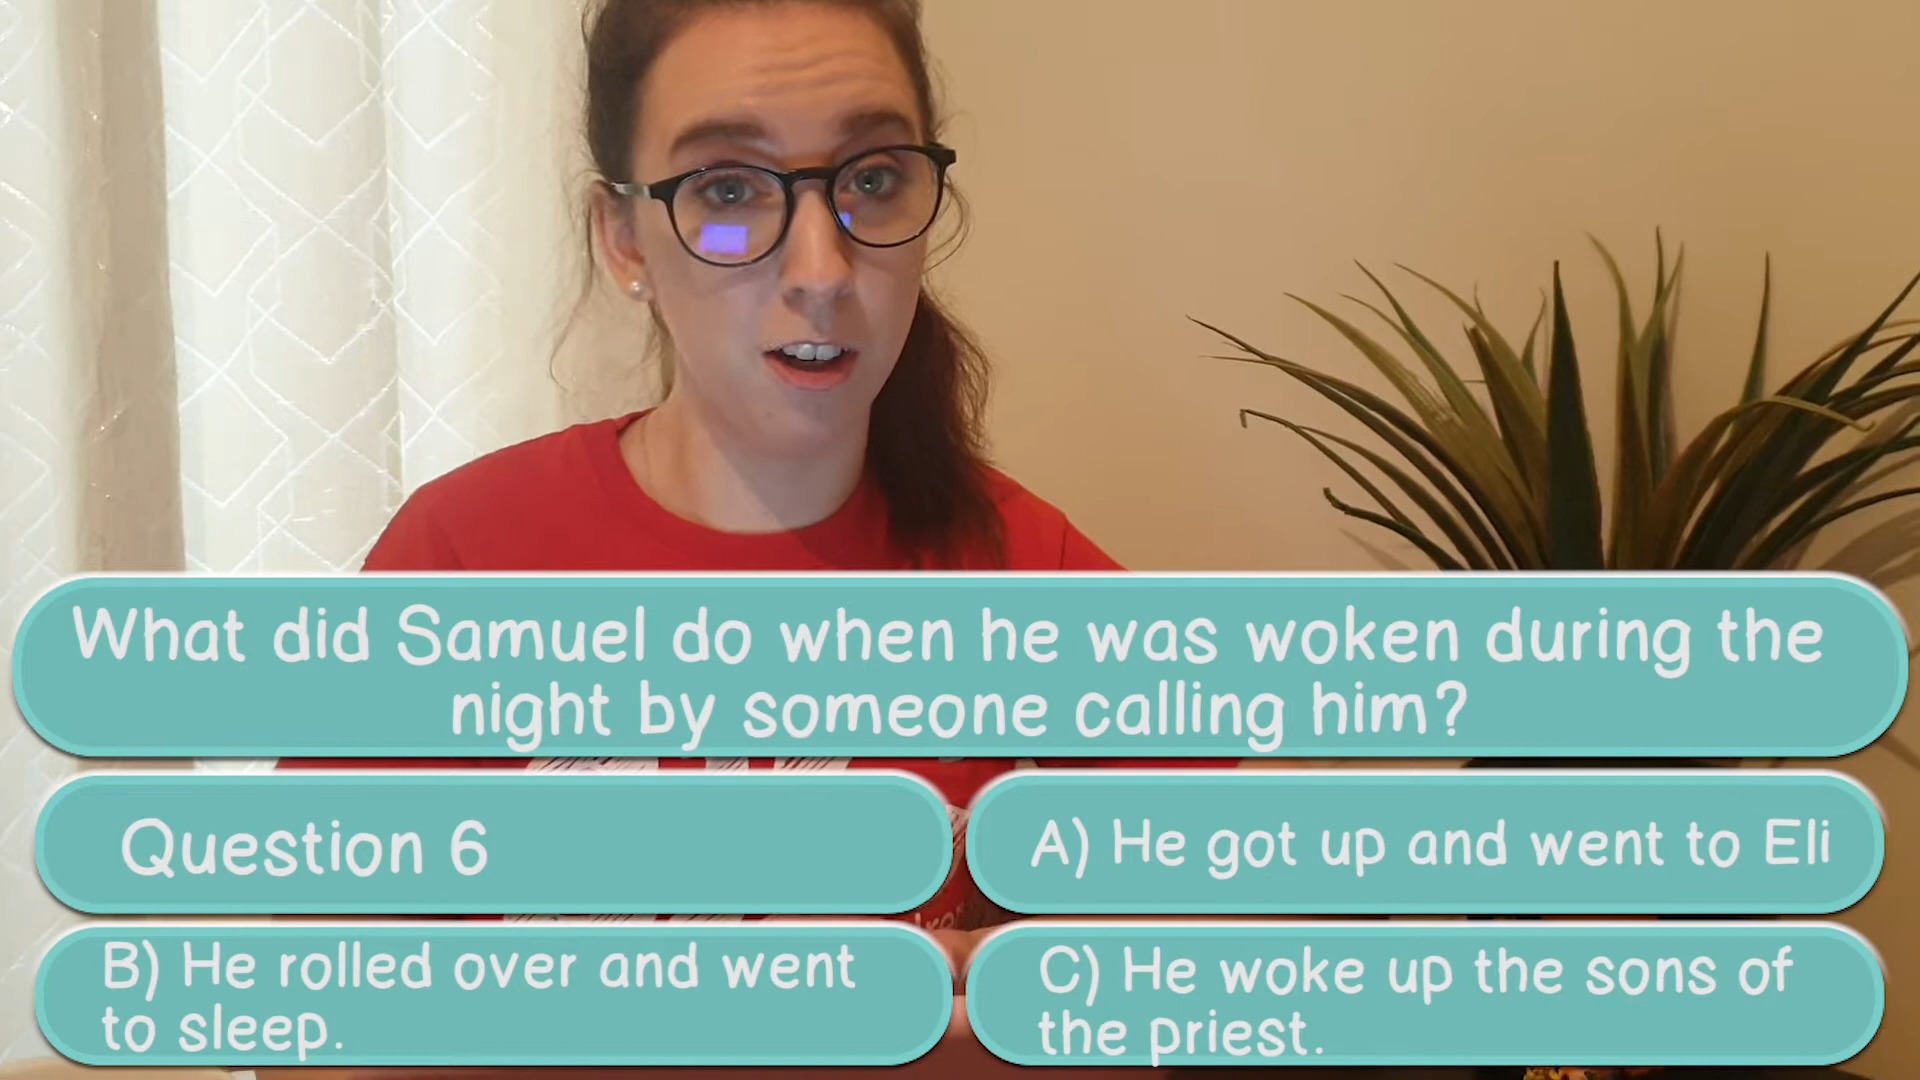 What did Samuel do when he was woken during the
night by someone calling him?
Question 6
A) He got up and went to Eli
B) He rolled over and went
to sleep.
C) He woke up the sons of
the priest.